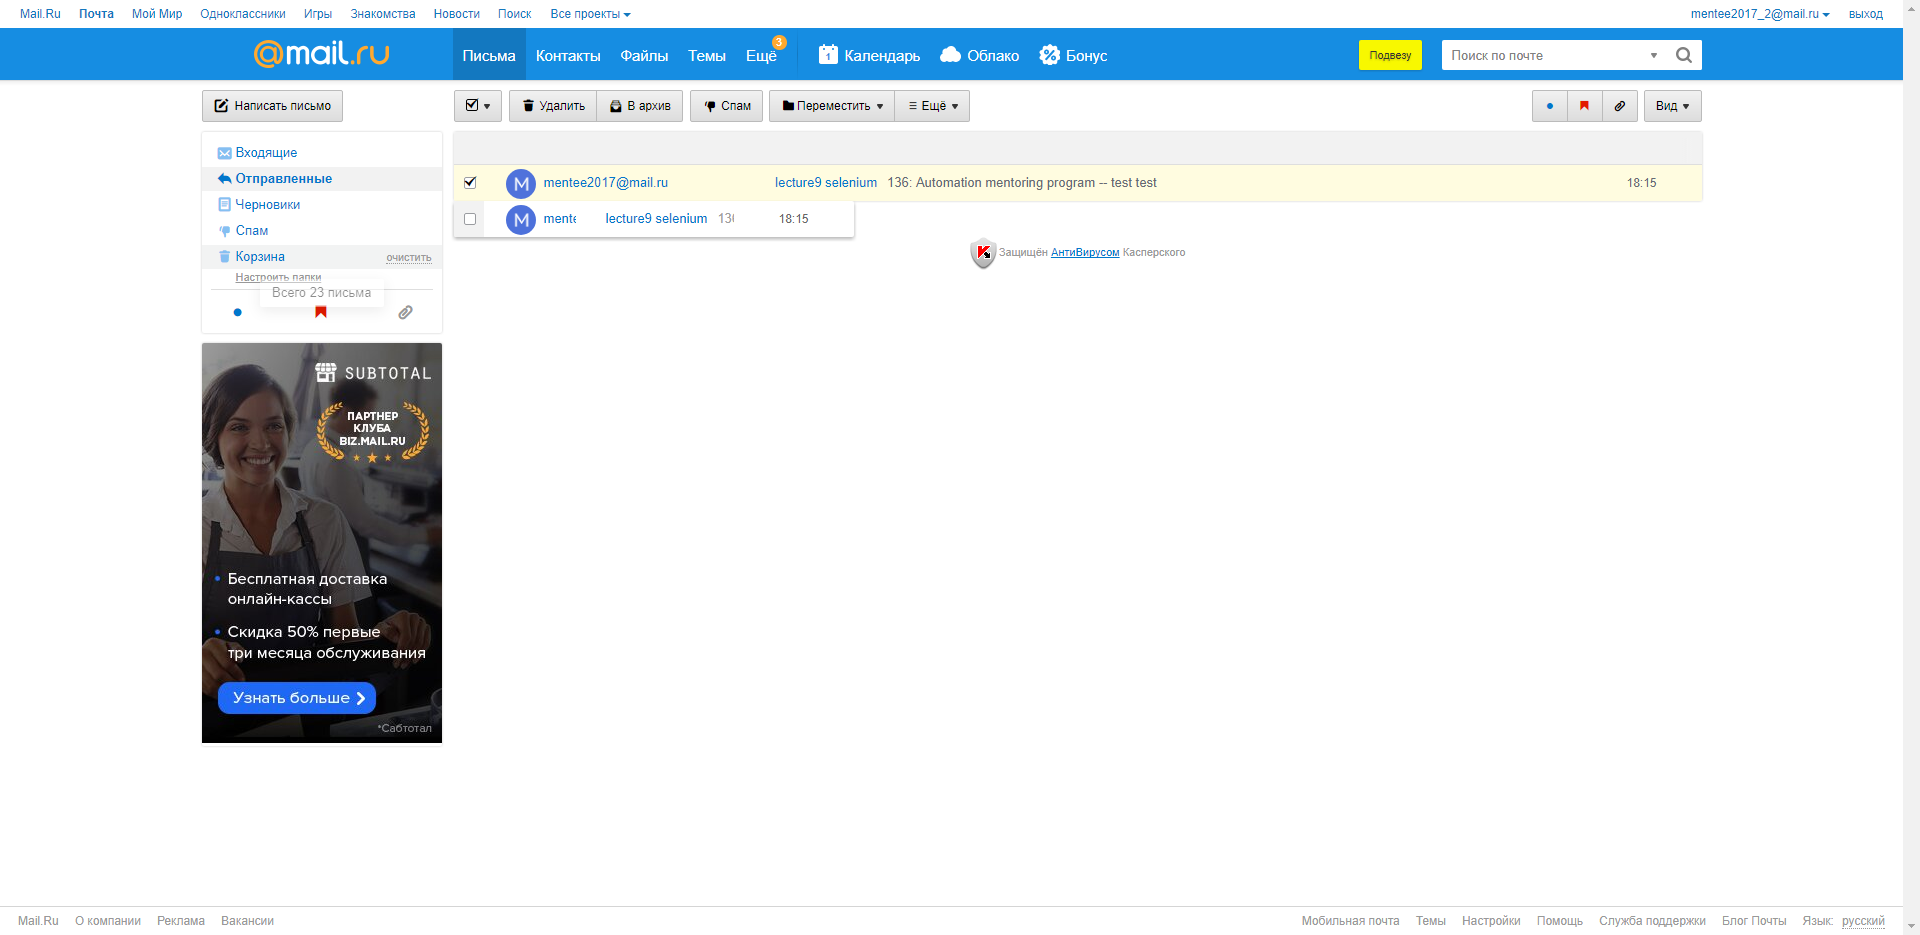 Mail.Ru Почта Мой Мир Одноклассники Игры Знакомства Новости Поиск Все проекты mentee2017_2@mail.ru выход
@mail.ru Письма Контакты Файлы Темы Ещё 3 1 Календарь Облако Бонус Подвезу Поиск по почте
Написать письмо Удалить В архив Спам Переместить Ещё Вид
Входящие
Отправленные
Черновики
Спам
Корзина очистить
Настроить папки
Всего 23 письма
M mentee2017@mail.ru lecture9 selenium 136: Automation mentoring program -- test test 18:15
M mente lecture9 selenium 136 18:15
Защищён АнтиВирусом Касперского
SUBTOTAL
ПАРТНЕР
КЛУБА
BIZ.MAIL.RU
• Бесплатная доставка
онлайн-кассы
• Скидка 50% первые
три месяца обслуживания
Узнать больше
*Сабтотал
Mail.Ru О компании Реклама Вакансии Мобильная почта Темы Настройки Помощь Служба поддержки Блог Почты Язык: русский